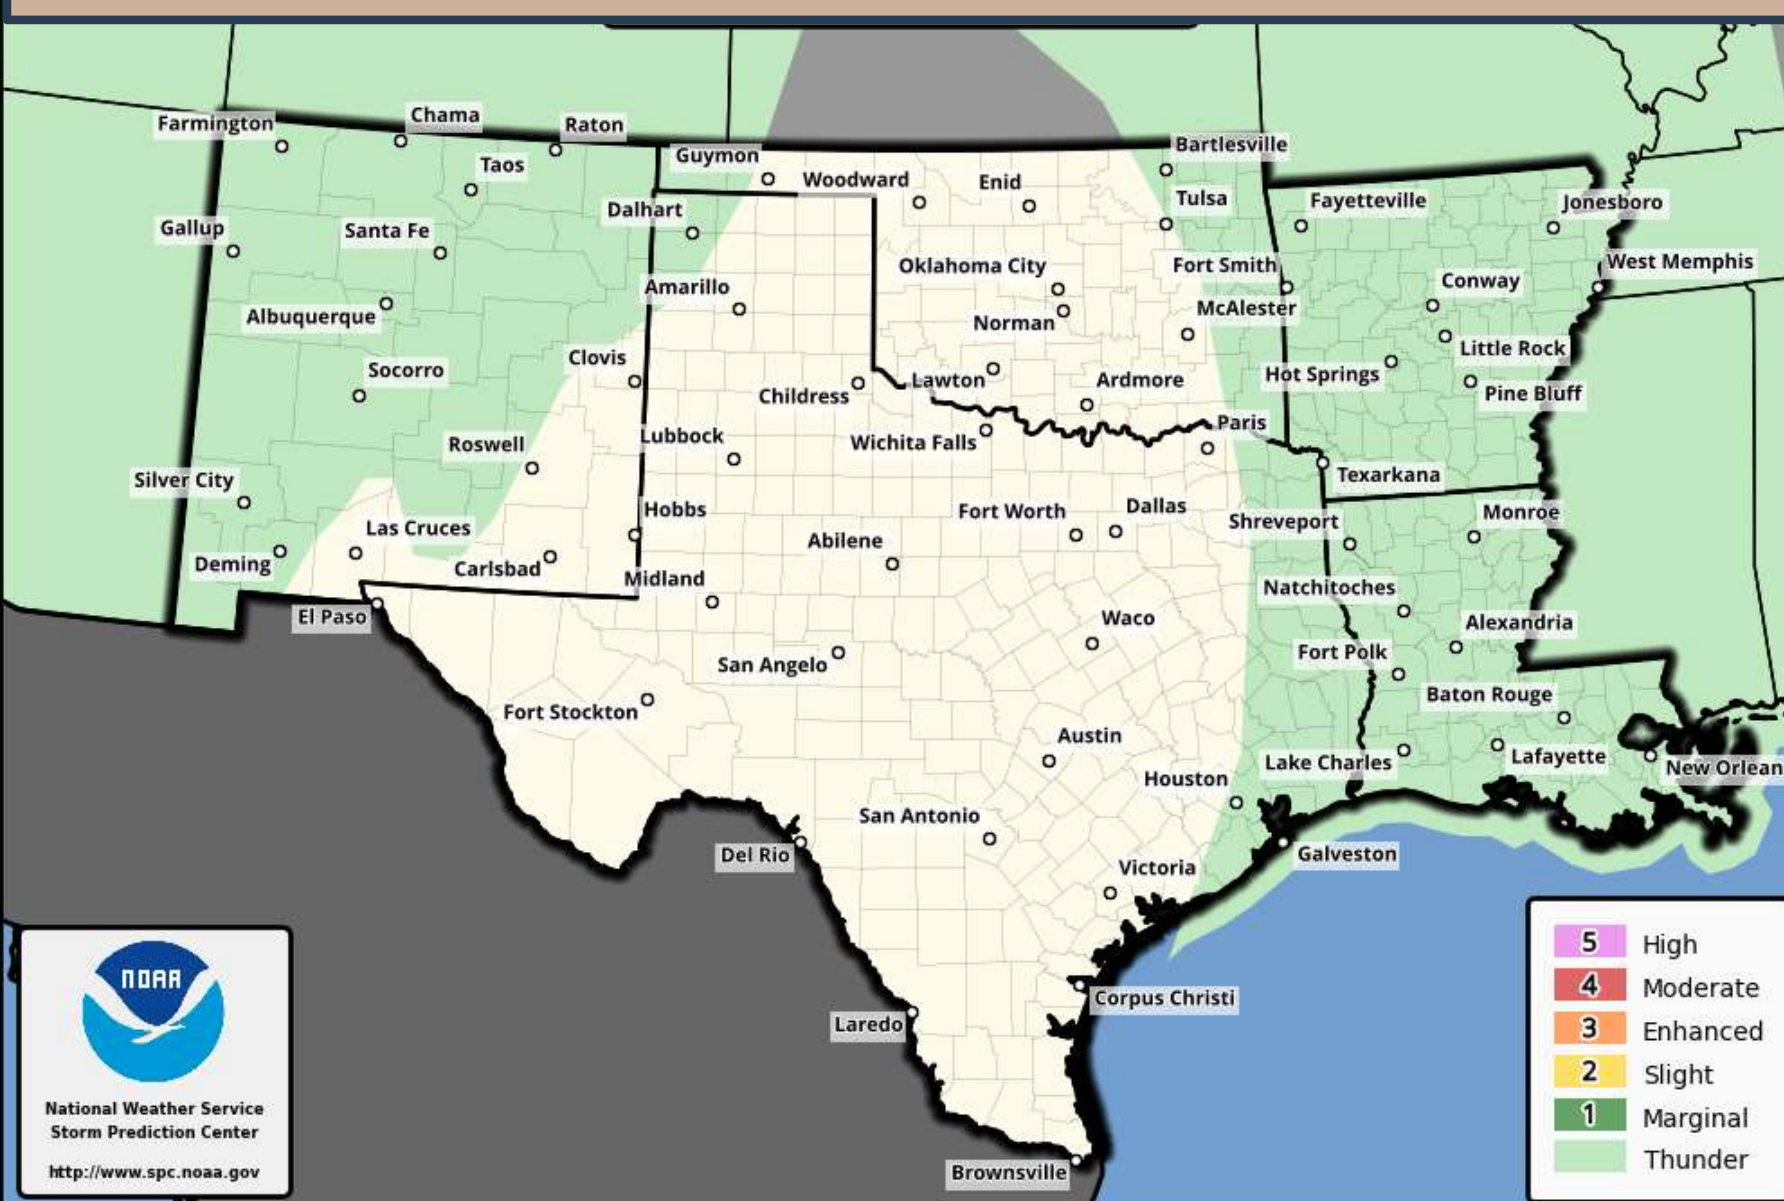 Farmington
Chama
Raton
Taos
Guymon
Woodward
Enid
Bartlesville
Tulsa
Fayetteville
Jonesboro
Dalhart
Gallup
Santa Fe
Oklahoma City
Fort Smith
West Memphis
Amarillo
Conway
Albuquerque
Norman
McAlester
Little Rock
Clovis
Socorro
Childress
Lawton
Ardmore
Hot Springs
Pine Bluff
Roswell
Lubbock
Wichita Falls
Paris
Texarkana
Silver City
Hobbs
Las Cruces
Fort Worth
Dallas
Shreveport
Monroe
Abilene
Deming
Carlsbad
Midland
Natchitoches
El Paso
Waco
Alexandria
San Angelo
Fort Polk
Baton Rouge
Fort Stockton
Austin
Houston
Lake Charles
Lafayette
New Orlean
San Antonio
Del Rio
Victoria
Galveston
Corpus Christi
Laredo
Brownsville
NOAA
National Weather Service
Storm Prediction Center
http://www.spc.noaa.gov
5 High
4 Moderate
3 Enhanced
2 Slight
1 Marginal
Thunder